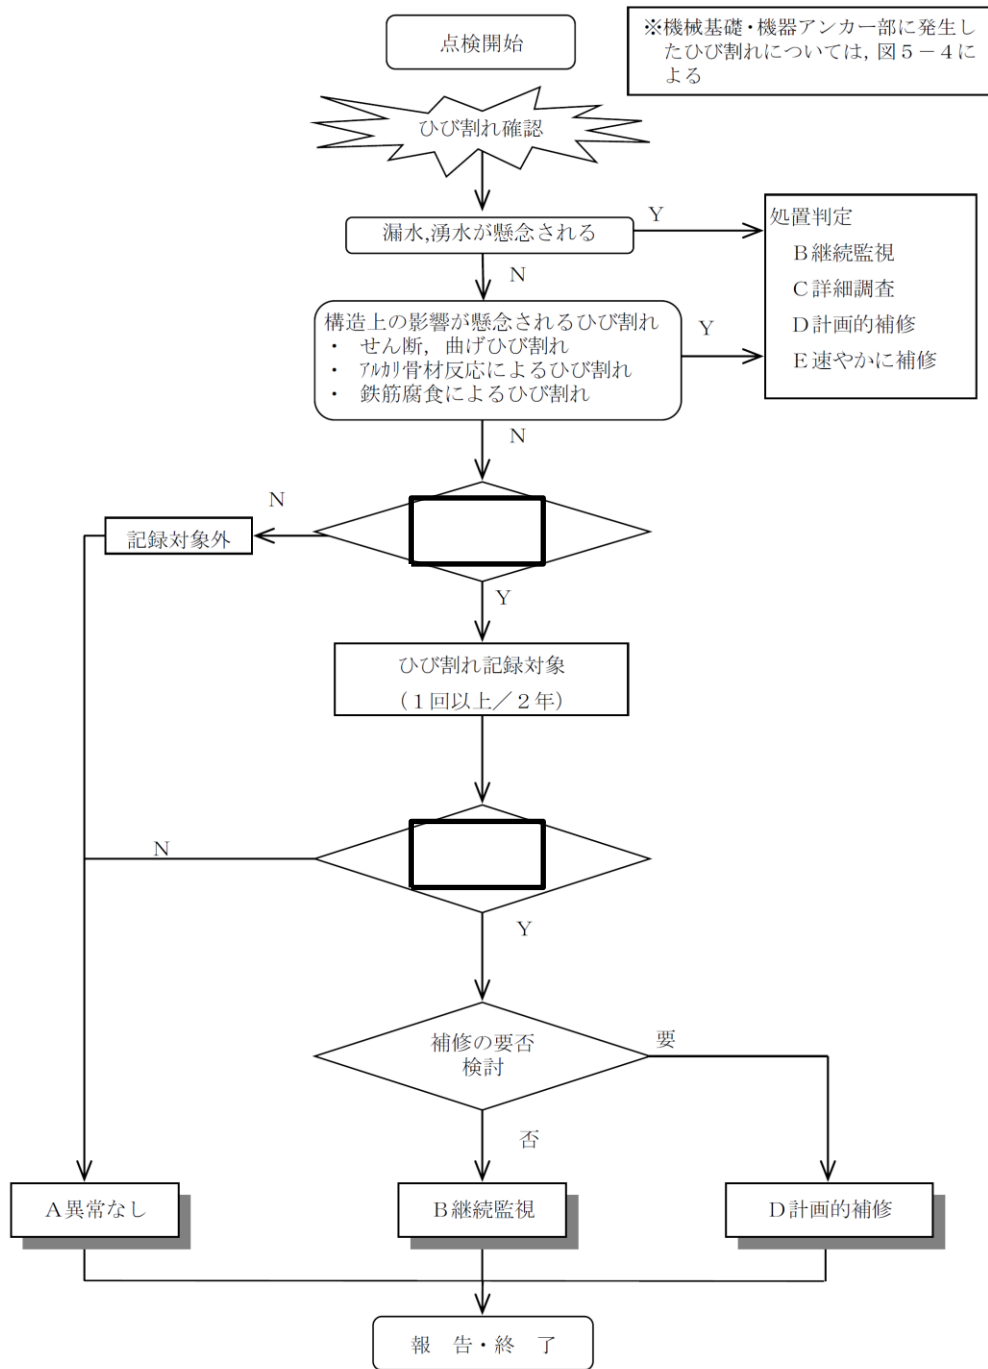 点検開始
※機械基礎・機器アンカー部に発生し
たひび割れについては，図５－４に
よる
ひび割れ確認
漏水,湧水が懸念される
Y
N
処置判定
Ｂ継続監視
Ｃ詳細調査
Ｄ計画的補修
Ｅ速やかに補修
構造上の影響が懸念されるひび割れ
・ せん断，曲げひび割れ
・ ｱﾙｶﾘ骨材反応によるひび割れ
・ 鉄筋腐食によるひび割れ
Y
N
N
記録対象外
Y
ひび割れ記録対象
（１回以上／２年）
N
Y
補修の要否
検討
要
否
Ａ異常なし
Ｂ継続監視
Ｄ計画的補修
報　告・終　了